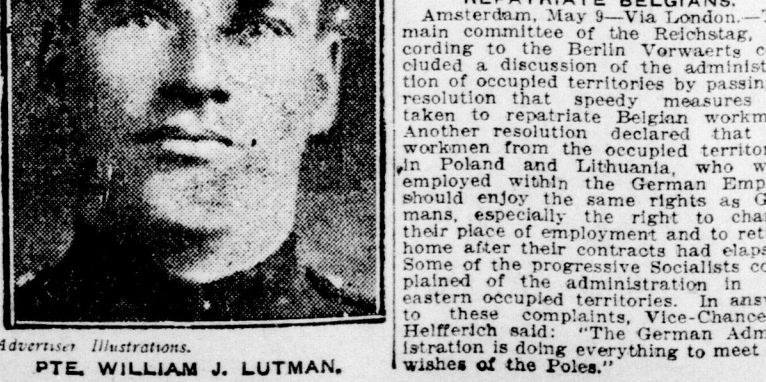 Advertiser Illustrations.
PTE. WILLIAM J. LUTMAN.
REPATRIATE BELGIANS.
Amsterdam, May 9—Via London.—T
main committee of the Reichstag,
cording to the Berlin Vorwaerts c
cluded a discussion of the administ
tion of occupied territories by passin
resolution that speedy measures
taken to repatriate Belgian workm
Another resolution declared that
workmen from the occupied territor
in Poland and Lithuania, who w
employed within the German Emp
should enjoy the same rights as G
mans, especially the right to cha
their place of employment and to ret
home after their contracts had elaps
Some of the progressive Socialists co
plained of the administration in
eastern occupied territories. In ans
to these complaints, Vice-Chance
Helfferich said: "The German Adm
istration is doing everything to meet
wishes of the Poles."